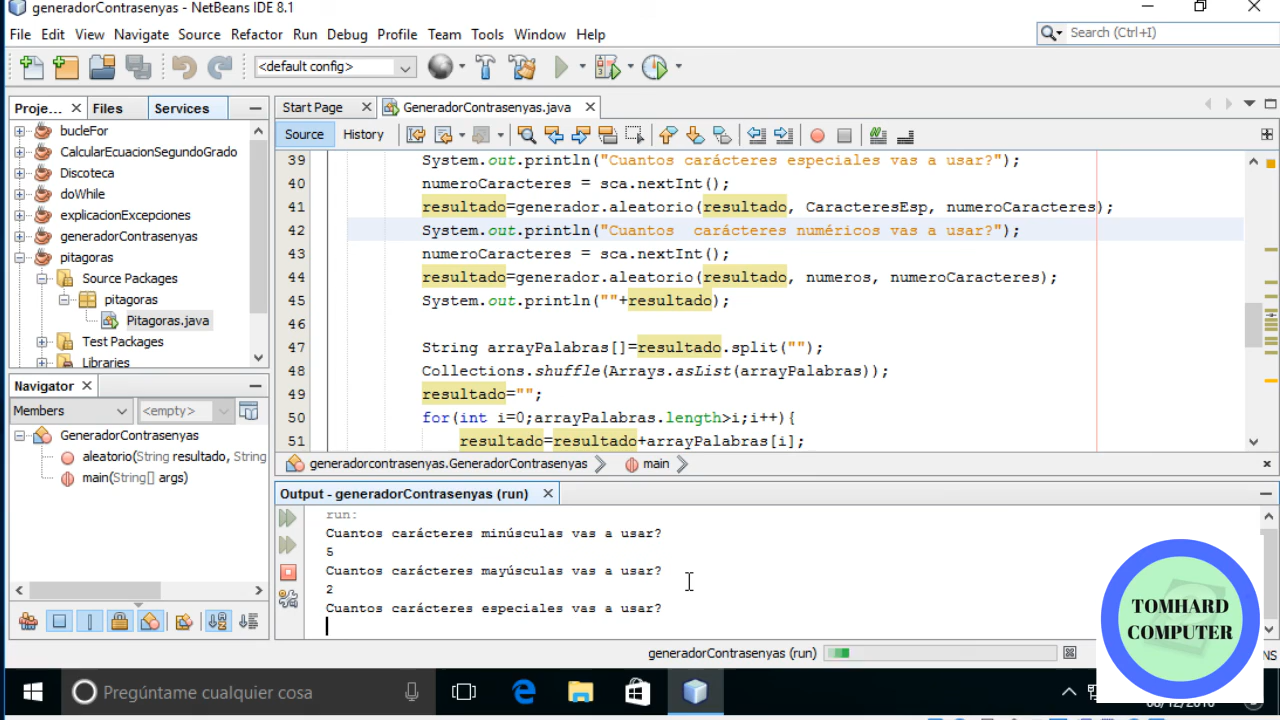 generadorContrasenyas - NetBeans IDE 8.1
File Edit View Navigate Source Refactor Run Debug Profile Team Tools Window Help
Search (Ctrl+I)
<default config>
Proje... Files Services
Start Page GeneradorContrasenyas.java
Source History
bucleFor
CalcularEcuacionSegundoGrado
Discoteca
doWhile
explicacionExcepciones
generadorContrasenyas
pitagoras
Source Packages
pitagoras
Pitagoras.java
Test Packages
Libraries
39 System.out.println("Cuantos carácteres especiales vas a usar?");
40 numeroCaracteres = sca.nextInt();
41 resultado=generador.aleatorio(resultado, CaracteresEsp, numeroCaracteres);
42 System.out.println("Cuantos  carácteres numéricos vas a usar?");
43 numeroCaracteres = sca.nextInt();
44 resultado=generador.aleatorio(resultado, numeros, numeroCaracteres);
45 System.out.println(""+resultado);
46
47 String arrayPalabras[]=resultado.split("");
48 Collections.shuffle(Arrays.asList(arrayPalabras));
49 resultado="";
50 for(int i=0;arrayPalabras.length>i;i++){
51 resultado=resultado+arrayPalabras[i];
generadorcontrasenyas.GeneradorContrasenyas main
Navigator
Members <empty>
GeneradorContrasenyas
aleatorio(String resultado, String
main(String[] args)
Output - generadorContrasenyas (run)
run:
Cuantos carácteres minúsculas vas a usar?
5
Cuantos carácteres mayúsculas vas a usar?
2
Cuantos carácteres especiales vas a usar?
TOMHARD
COMPUTER
generadorContrasenyas (run)
NS
Pregúntame cualquier cosa